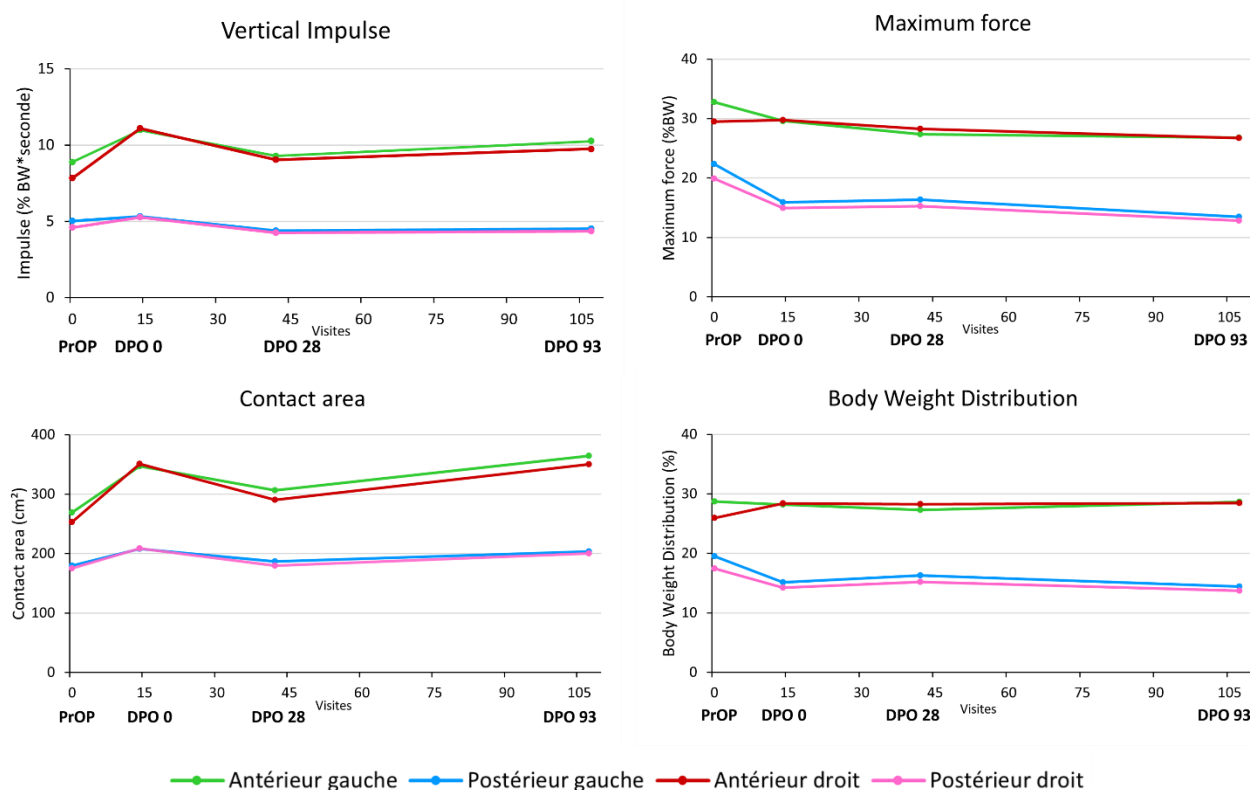 Vertical Impulse
Impulse (% BW*seconde)
15
10
5
0
0 15 30 45 60 75 90 105
Visites
PrOP DPO 0 DPO 28 DPO 93
Maximum force
Maximum force (%BW)
40
30
20
10
0
0 15 30 45 60 75 90 105
Visites
PrOP DPO 0 DPO 28 DPO 93
Contact area
Contact area (cm²)
400
300
200
100
0
0 15 30 45 60 75 90 105
Visites
PrOP DPO 0 DPO 28 DPO 93
Body Weight Distribution
Body Weight Distribution (%)
40
30
20
10
0
0 15 30 45 60 75 90 105
Visites
PrOP DPO 0 DPO 28 DPO 93
Antérieur gauche Postérieur gauche Antérieur droit Postérieur droit